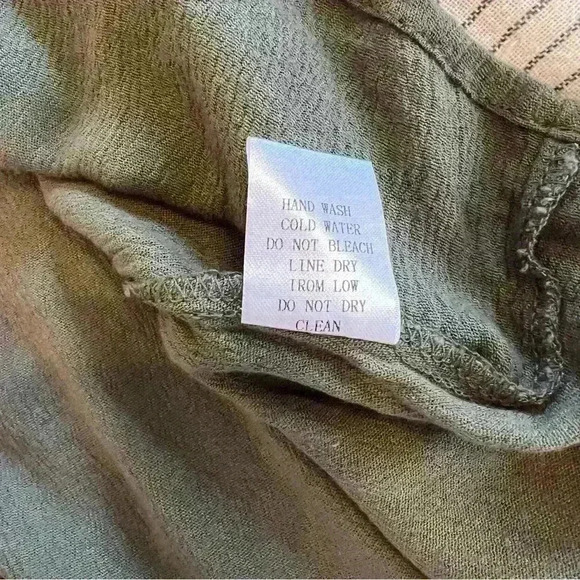 HAND WASH
COLD WATER
DO NOT BLEACH
LINE DRY
IROM LOW
DO NOT DRY
CLEAN